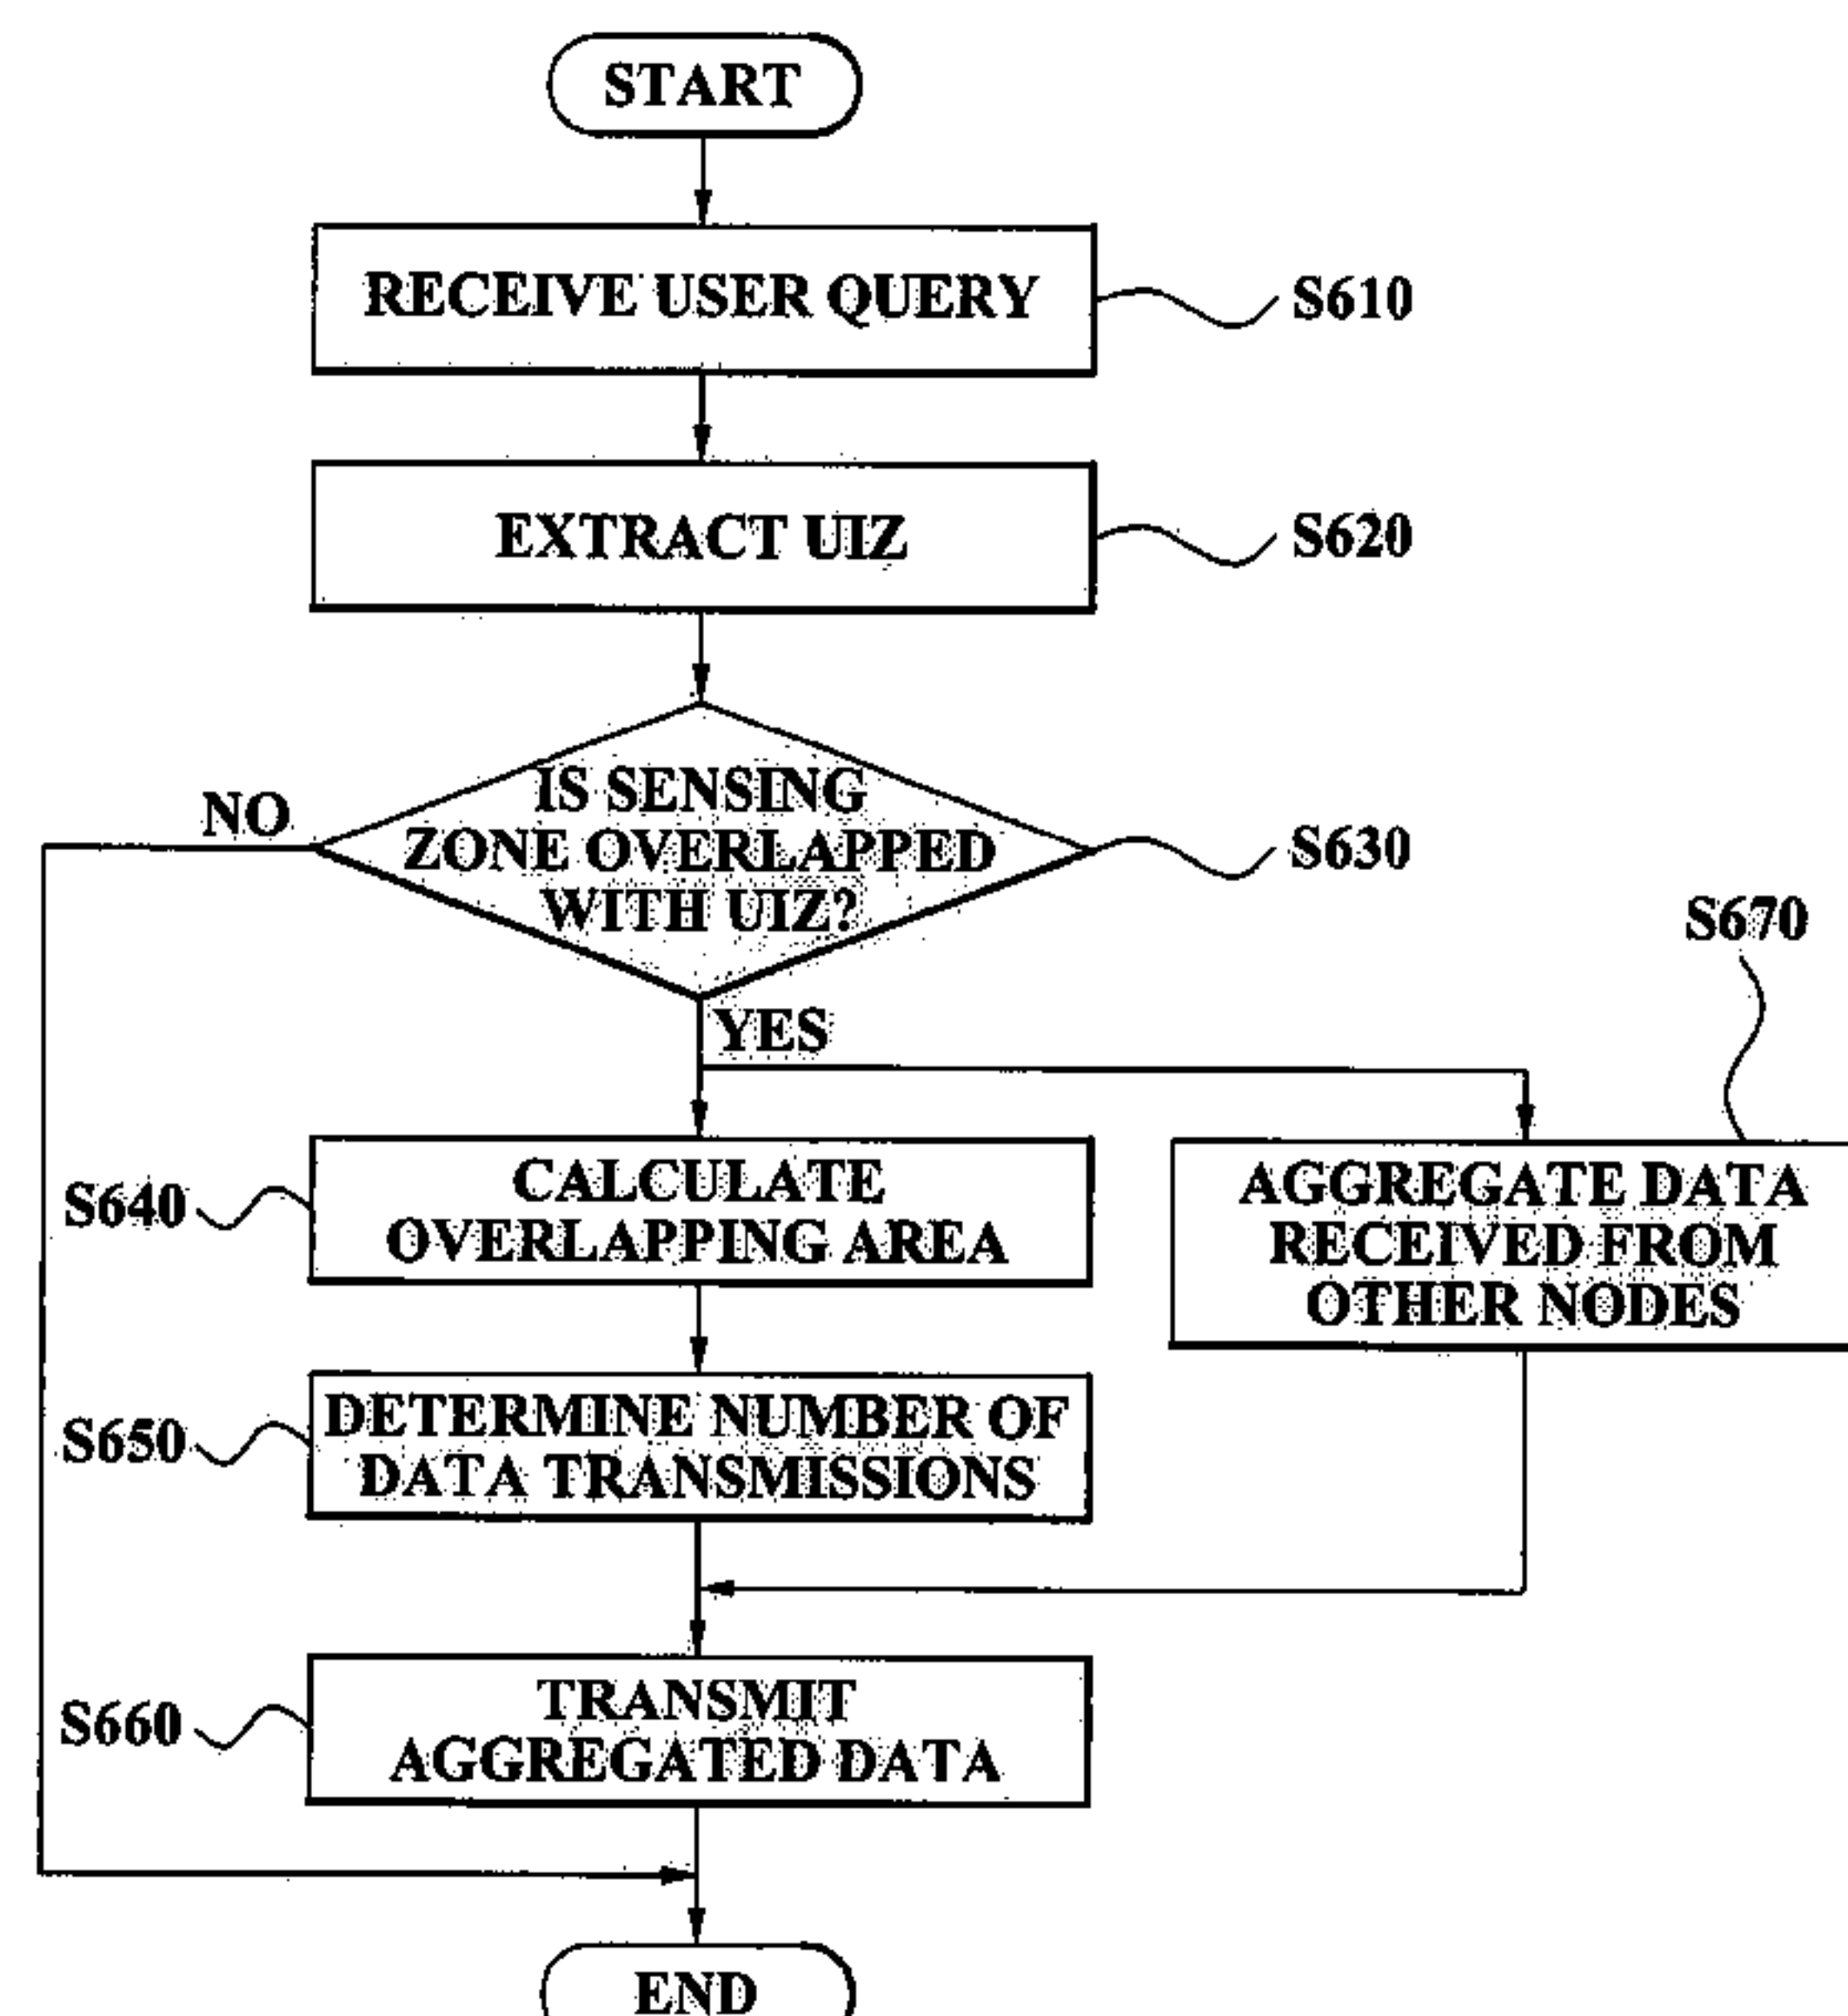 START
RECEIVE USER QUERY
S610
EXTRACT UIZ
S620
NO
IS SENSING
ZONE OVERLAPPED
WITH UIZ?
S630
YES
S670
S640
CALCULATE
OVERLAPPING AREA
AGGREGATE DATA
RECEIVED FROM
OTHER NODES
S650
DETERMINE NUMBER OF
DATA TRANSMISSIONS
S660
TRANSMIT
AGGREGATED DATA
END